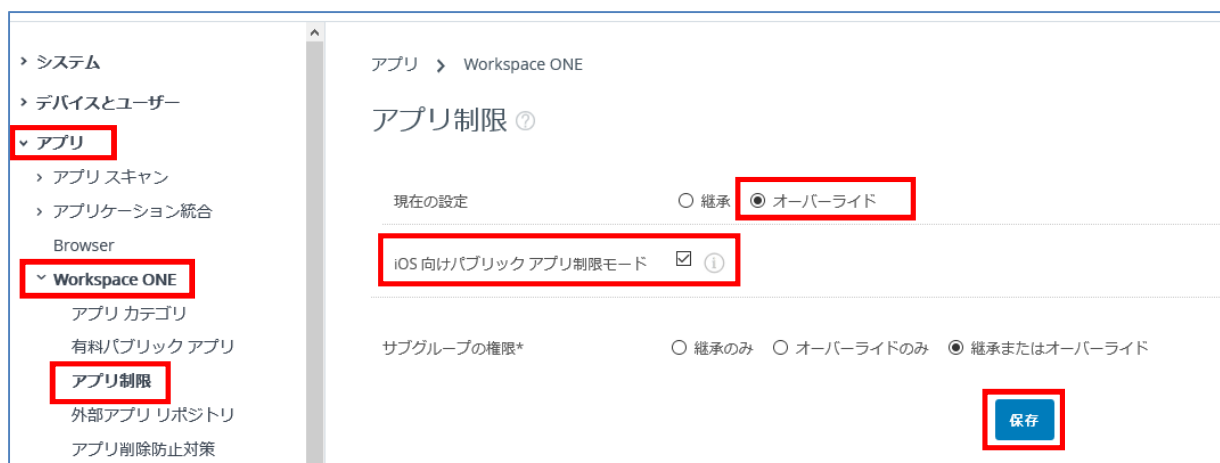 システム
デバイスとユーザー
アプリ
アプリ スキャン
アプリケーション統合
Browser
Workspace ONE
アプリ カテゴリ
有料パブリック アプリ
アプリ制限
外部アプリ リポジトリ
アプリ削除防止対策
アプリ > Workspace ONE
アプリ制限
現在の設定 継承 オーバーライド
iOS 向けパブリック アプリ制限モード
サブグループの権限* 継承のみ オーバーライドのみ 継承またはオーバーライド
保存